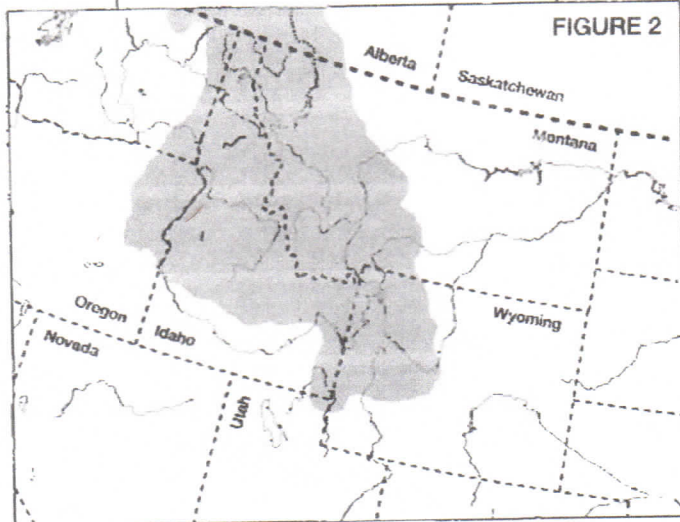 FIGURE 2
Alberta
Saskatchewan
Montana
Oregon
Idaho
Wyoming
Nevada
Utah